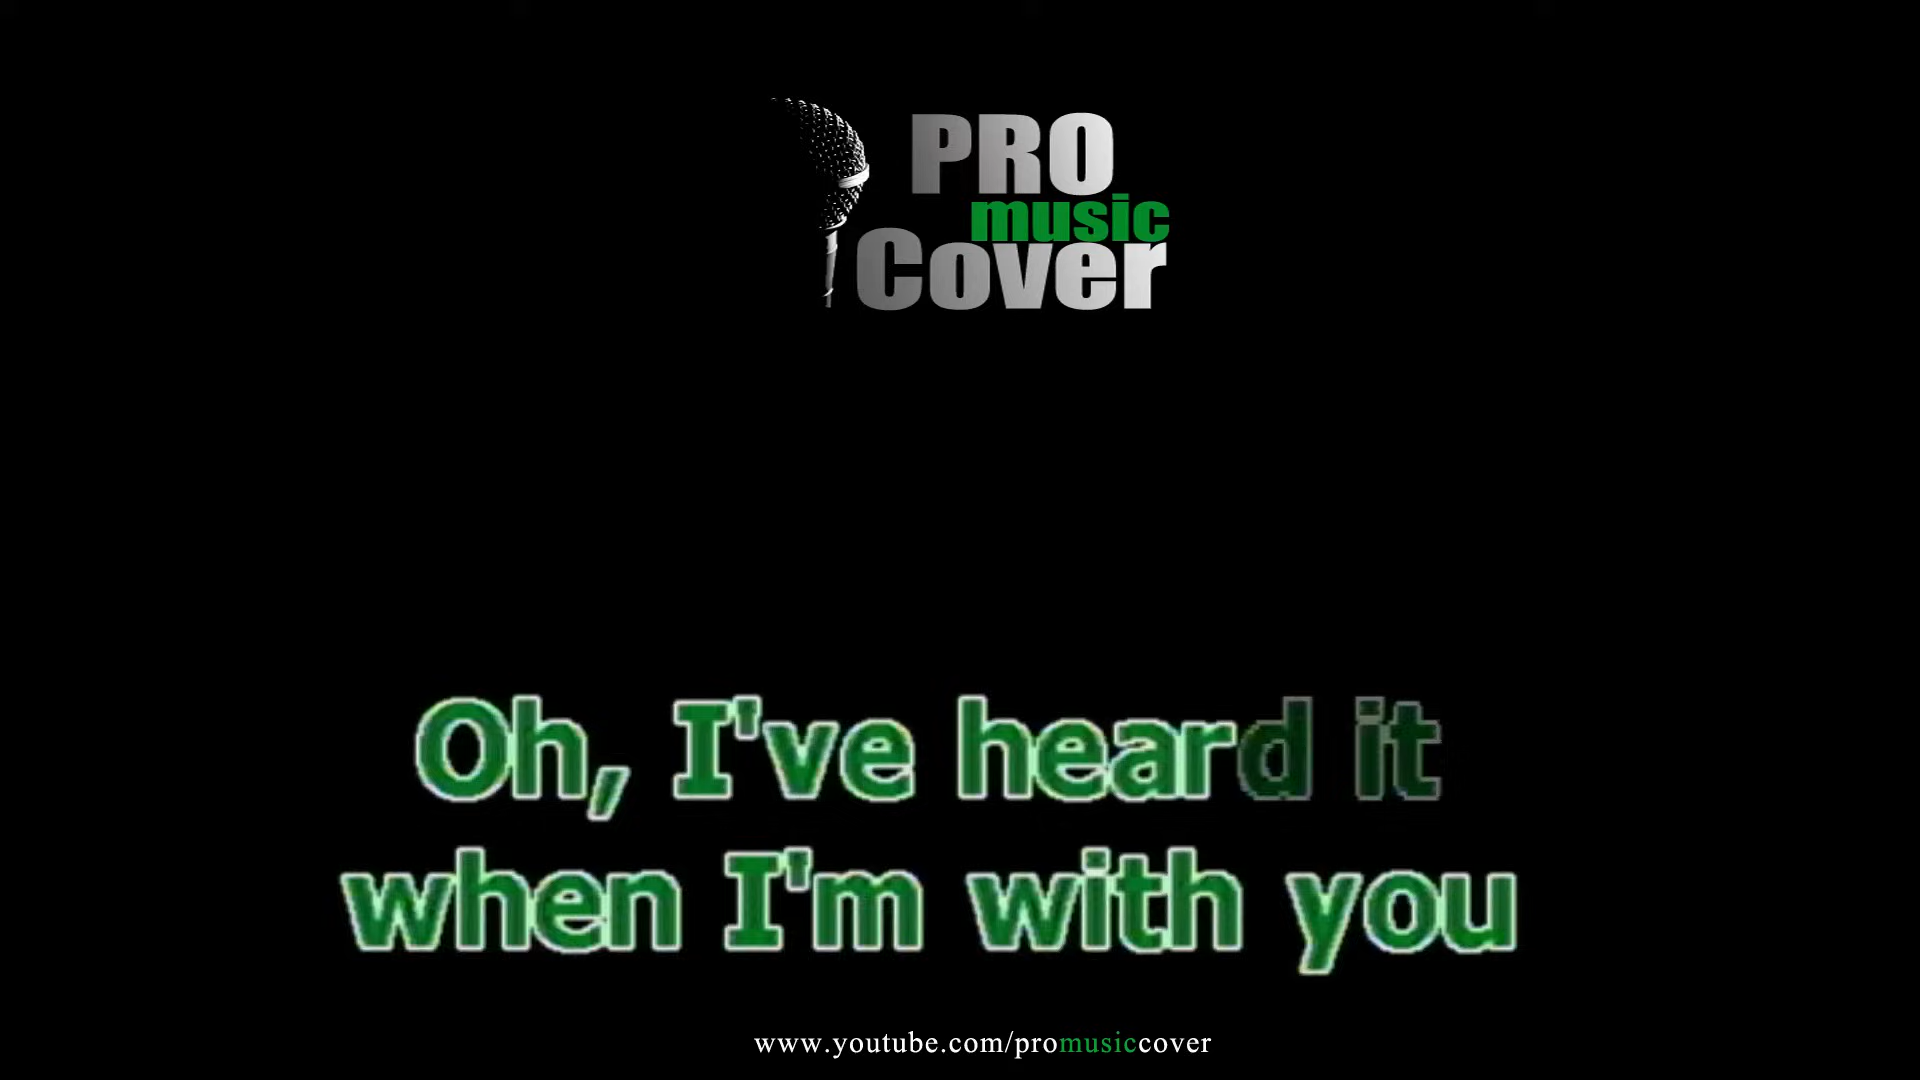 PRO
music
Cover
Oh, I've heard it
when I'm with you
www.youtube.com/promusiccover